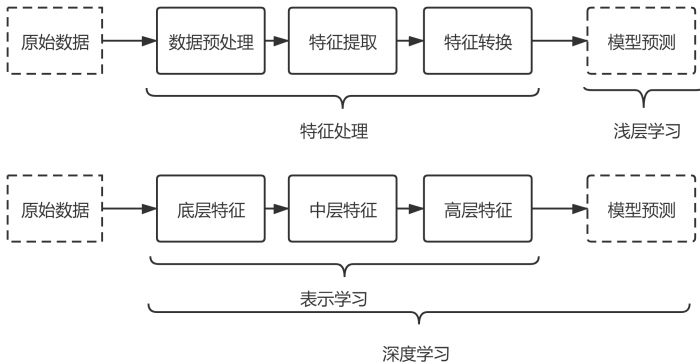 原始数据
数据预处理
特征提取
特征转换
模型预测
特征处理
浅层学习
原始数据
底层特征
中层特征
高层特征
模型预测
表示学习
深度学习